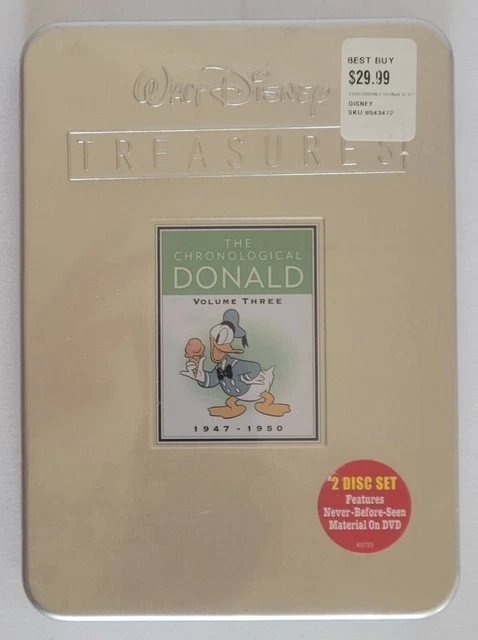 BEST BUY
$29.99
DISNEY
SKU:8543472
WALT DISNEY
TREASURES
THE
CHRONOLOGICAL
DONALD
VOLUME THREE
1947 - 1950
2 DISC SET
Features
Never-Before-Seen
Material On DVD